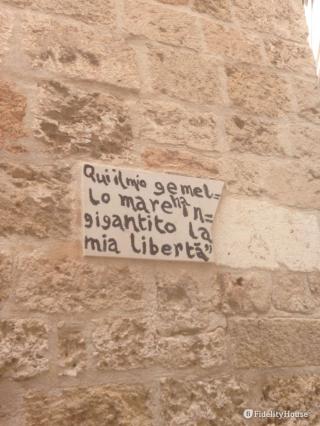 Qui il mio gemel=
lo mare ha in=
gigantito la
mia libertà"
FidelityHouse